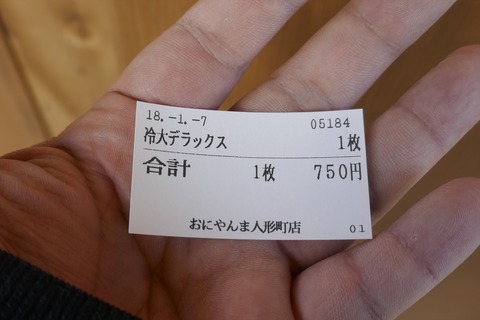 18.-1.-7 05184
冷大デラックス 1枚
合計 1枚 750円
おにやんま人形町店 01